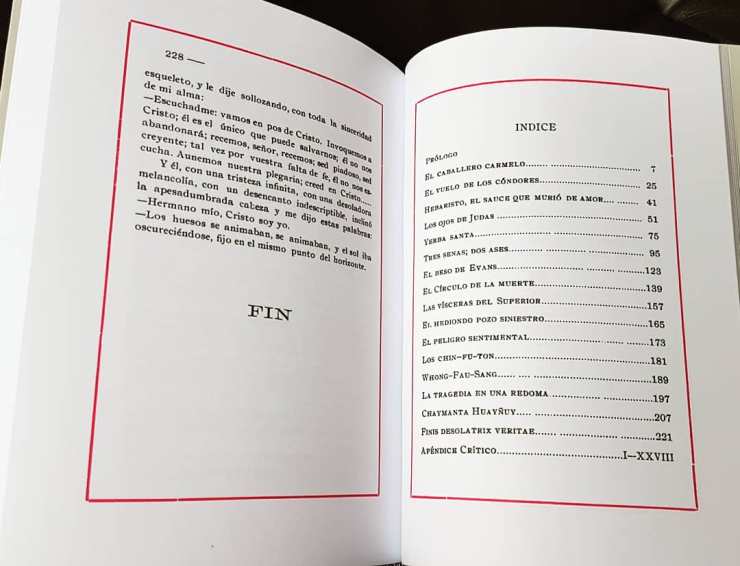 228 —
esqueleto, y le dije sollozando, con toda la sinceridad
de mi alma:
—Escuchadme: vamos en pos de Cristo. Invoquemos a
Cristo; él es el único que puede salvarnos; él no nos
abandonará; recemos, señor, recemos; sed piadoso, sed
creyente; tal vez por vuestra falta de fe, él no nos es-
cucha. Aunemos nuestra plegaria; creed en Cristo....
Y él, con una tristeza infinita, con una desoladora
melancolía, con un desencanto indescriptible, inclinó
la apesadumbrada cabeza y me dijo estas palabras:
—Hermano mío, Cristo soy yo.
—Los huesos se animaban, se animaban, y el sol iba
oscureciéndose, fijo en el mismo punto del horizonte.
FIN
INDICE
PRÓLOGO
EL CABALLERO CARMELO....... 7
EL VUELO DE LOS CÓNDORES....... 25
HEBARISTO, EL SAUCE QUE MURIÓ DE AMOR.... 41
LOS OJOS DE JUDAS....... 51
YERBA SANTA....... 75
TRES SENAS; DOS ASES....... 95
EL BESO DE EVANS....... 123
EL CÍRCULO DE LA MUERTE....... 139
LAS VÍSCERAS DEL SUPERIOR....... 157
EL HEDIONDO POZO SINIESTRO....... 165
EL PELIGRO SENTIMENTAL....... 173
LOS CHIN-FU-TON....... 181
WHONG-FAU-SANG....... 189
LA TRAGEDIA EN UNA REDOMA....... 197
CHAYMANTA HUAYÑUY....... 207
FINIS DESOLATRIX VERITAE....... 221
APÉNDICE CRÍTICO....... I—XXVIII